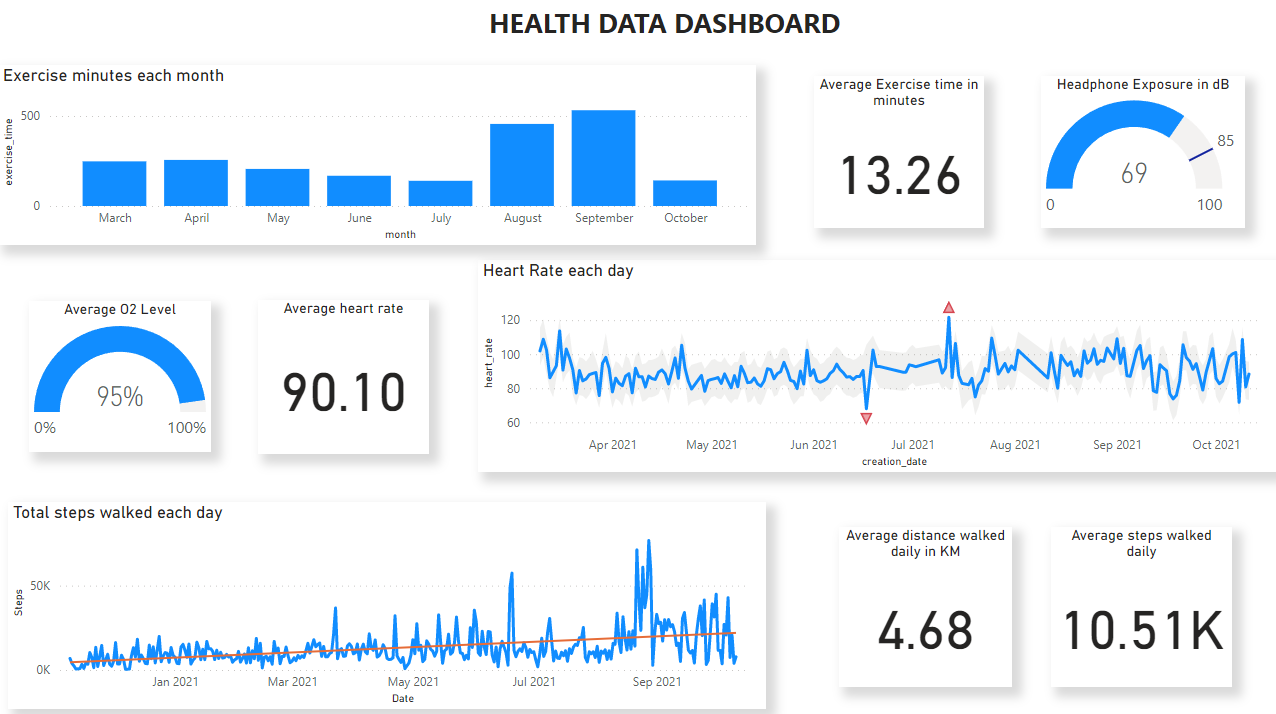 HEALTH DATA DASHBOARD
Exercise minutes each month
exercise_time
500
0
March April May June July August September October
month
Average Exercise time in
minutes
13.26
Headphone Exposure in dB
85
69
0 100
Average O2 Level
95%
0% 100%
Average heart rate
90.10
Heart Rate each day
heart_rate
120
100
80
60
Apr 2021 May 2021 Jun 2021 Jul 2021 Aug 2021 Sep 2021 Oct 2021
creation_date
Total steps walked each day
Steps
50K
0K
Jan 2021 Mar 2021 May 2021 Jul 2021 Sep 2021
Date
Average distance walked
daily in KM
4.68
Average steps walked
daily
10.51K